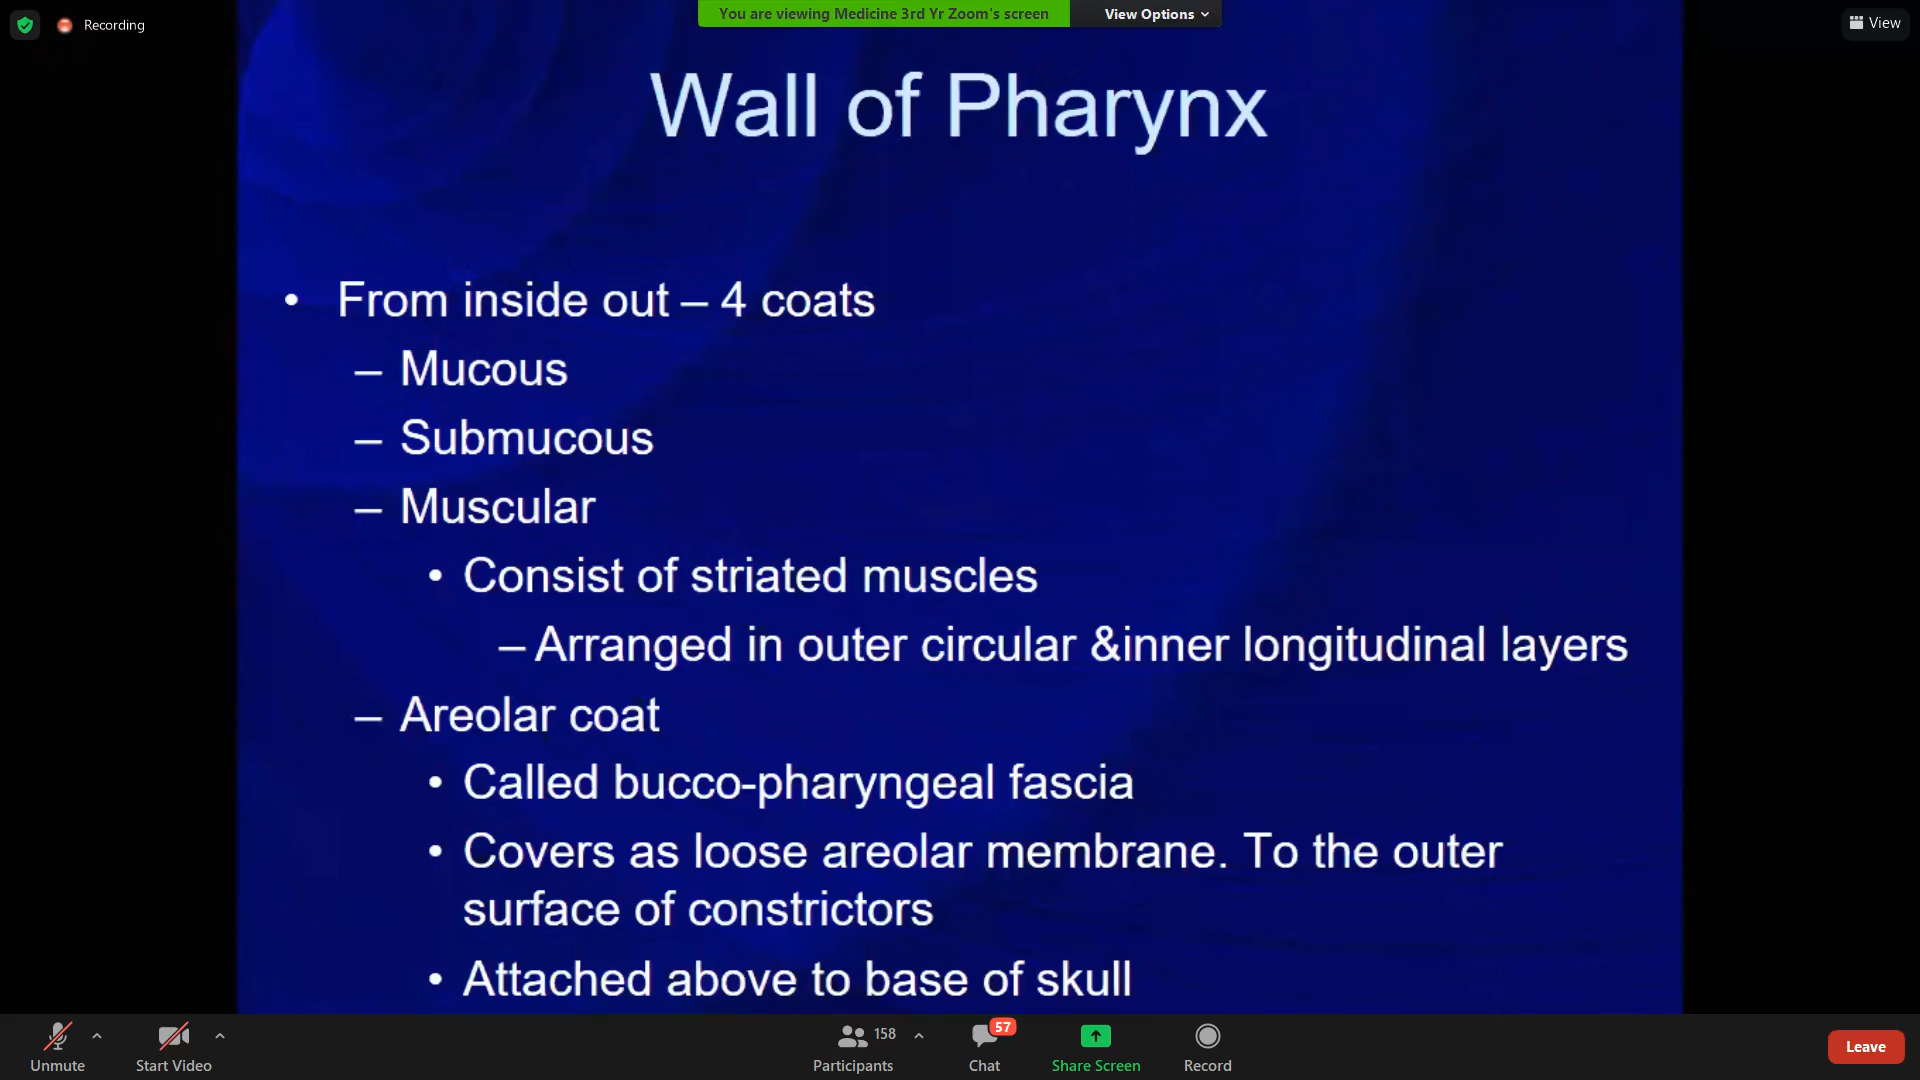 Recording
You are viewing Medicine 3rd Yr Zoom's screen
View Options
View
Wall of Pharynx
• From inside out – 4 coats
– Mucous
– Submucous
– Muscular
• Consist of striated muscles
– Arranged in outer circular &inner longitudinal layers
– Areolar coat
• Called bucco-pharyngeal fascia
• Covers as loose areolar membrane. To the outer
surface of constrictors
• Attached above to base of skull
Unmute
Start Video
158
Participants
57
Chat
Share Screen
Record
Leave